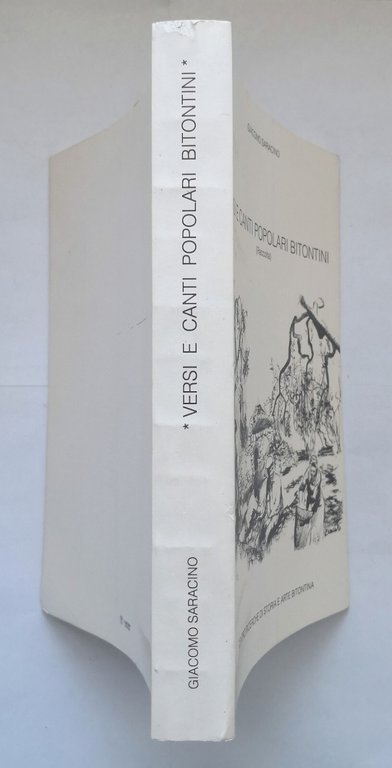 * VERSI E CANTI POPOLARI BITONTINI *
GIACOMO SARACINO
GIACOMO SARACINO
E CANTI POPOLARI BITONTINI
(Raccolta)
DI STORIA E ARTE BITONTINA